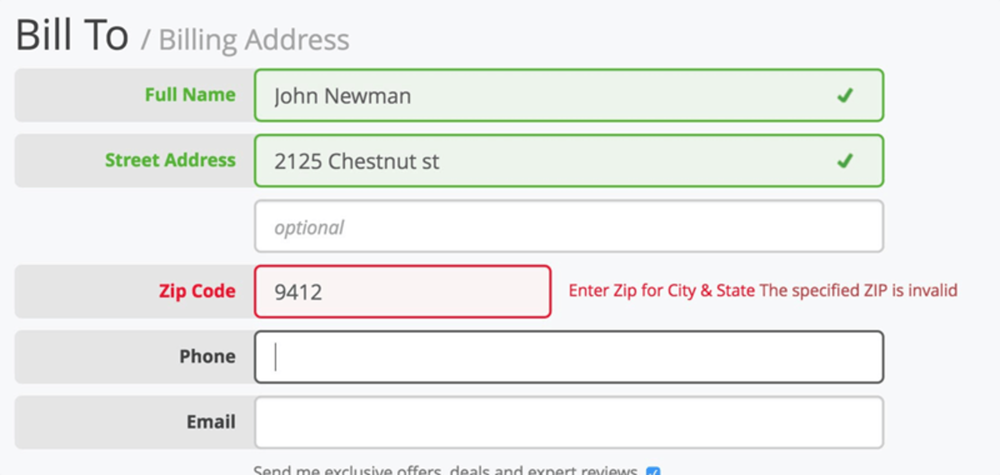 Bill To / Billing Address
Full Name John Newman
Street Address 2125 Chestnut st
optional
Zip Code 9412 Enter Zip for City & State The specified ZIP is invalid
Phone
Email
Send me exclusive offers, deals and expert reviews